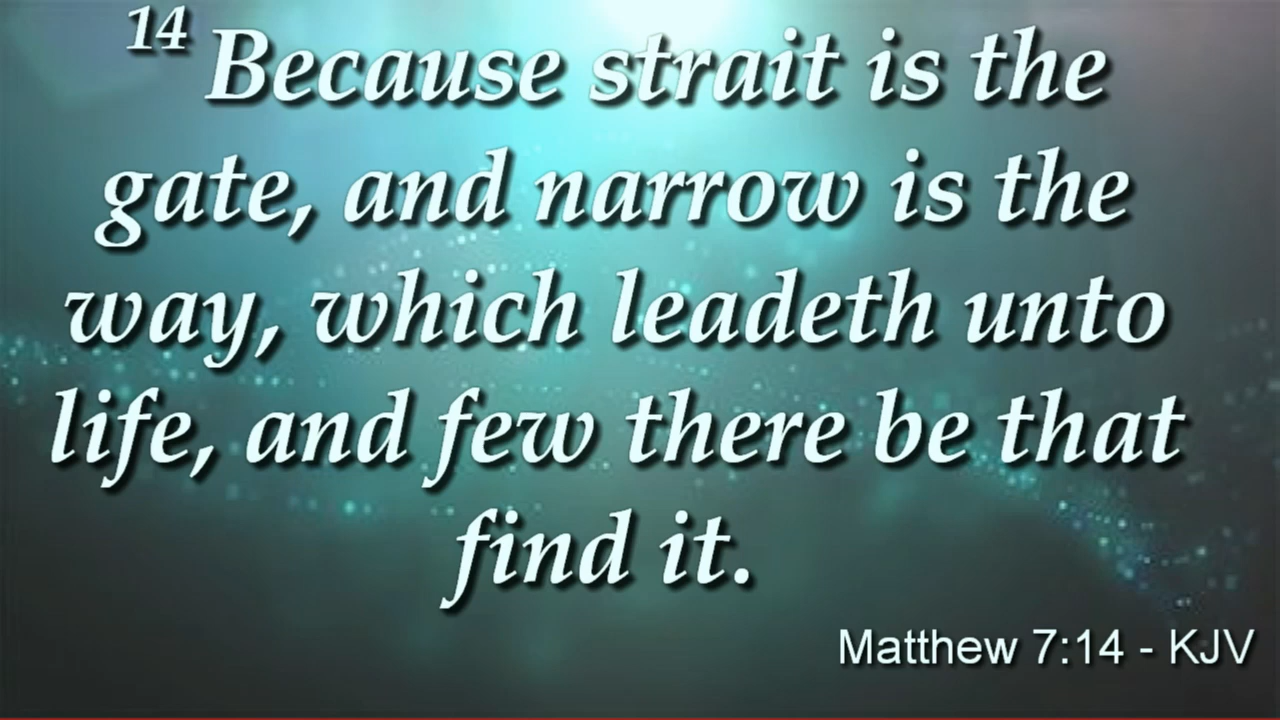 14 Because strait is the
gate, and narrow is the
way, which leadeth unto
life, and few there be that
find it.
Matthew 7:14 - KJV